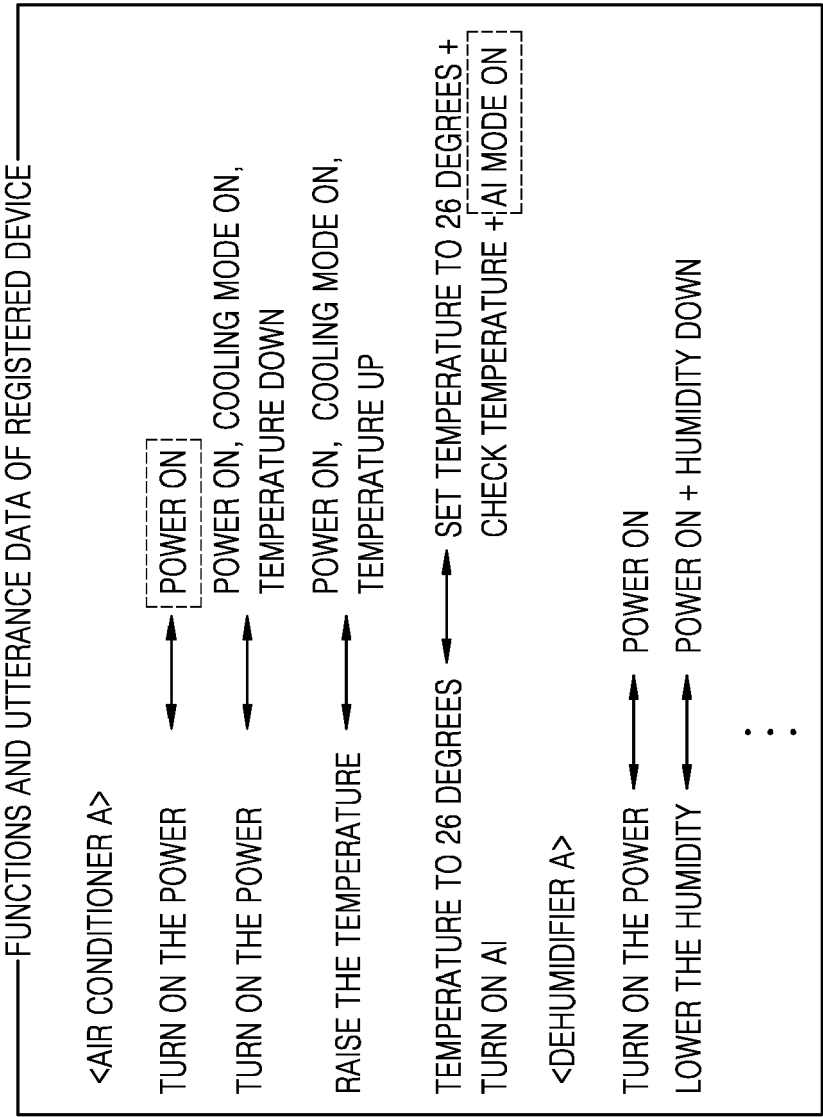 FUNCTIONS AND UTTERANCE DATA OF REGISTERED DEVICE
<AIR CONDITIONER A>
TURN ON THE POWER POWER ON
TURN ON THE POWER POWER ON, COOLING MODE ON,
TEMPERATURE DOWN
RAISE THE TEMPERATURE POWER ON, COOLING MODE ON,
TEMPERATURE UP
TEMPERATURE TO 26 DEGREES SET TEMPERATURE TO 26 DEGREES +
TURN ON AI CHECK TEMPERATURE + AI MODE ON
<DEHUMIDIFIER A>
TURN ON THE POWER POWER ON
LOWER THE HUMIDITY POWER ON + HUMIDITY DOWN
...